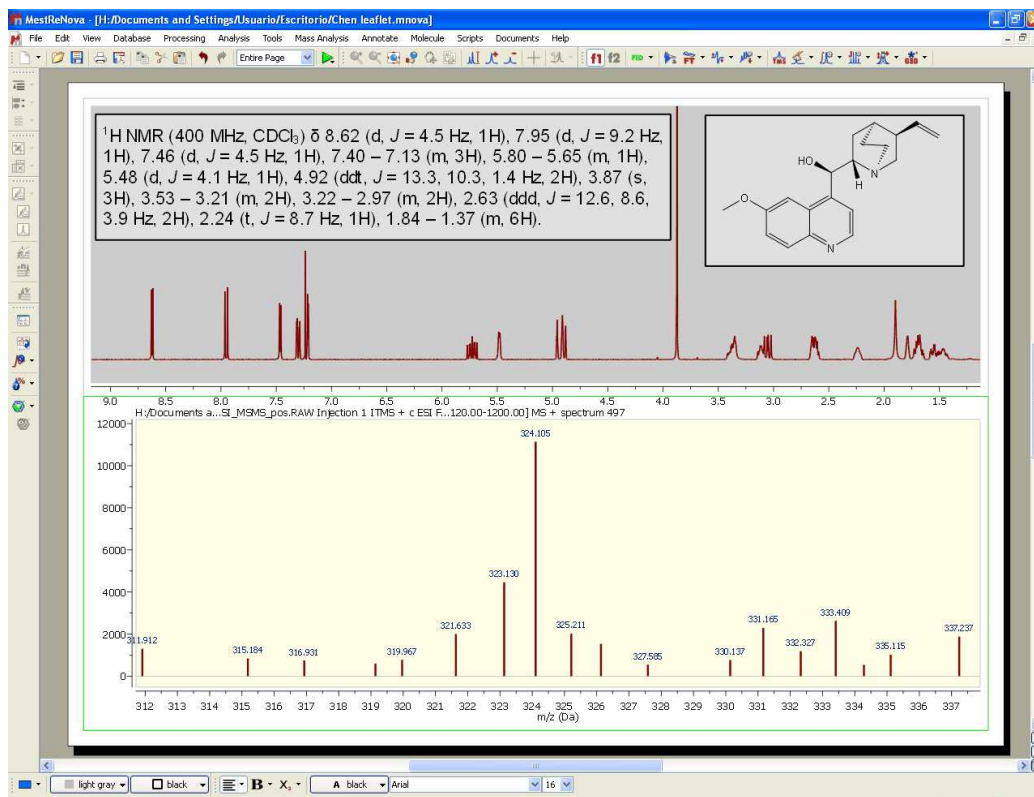 MestReNova - [H:/Documents and Settings/Usuario/Escritorio/Chen leaflet.mnova]
File Edit View Database Processing Analysis Tools Mass Analysis Annotate Molecule Scripts Documents Help
Entire Page f1 f2 FID FT TMS GSD
¹H NMR (400 MHz, CDCl₃) δ 8.62 (d, J = 4.5 Hz, 1H), 7.95 (d, J = 9.2 Hz,
1H), 7.46 (d, J = 4.5 Hz, 1H), 7.40 – 7.13 (m, 3H), 5.80 – 5.65 (m, 1H),
5.48 (d, J = 4.1 Hz, 1H), 4.92 (ddt, J = 13.3, 10.3, 1.4 Hz, 2H), 3.87 (s,
3H), 3.53 – 3.21 (m, 2H), 3.22 – 2.97 (m, 2H), 2.63 (ddd, J = 12.6, 8.6,
3.9 Hz, 2H), 2.24 (t, J = 8.7 Hz, 1H), 1.84 – 1.37 (m, 6H).
HO
N
H
O
N
9.0 8.5 8.0 7.5 7.0 6.5 6.0 5.5 5.0 4.5 4.0 3.5 3.0 2.5 2.0 1.5
H:/Documents a...SI_MSMS_pos.RAW Injection 1 ITMS + c ESI F...120.00-1200.00] MS + spectrum 497
12000
10000
8000
6000
4000
2000
0
324.105
323.130
333.409
331.165
321.633
325.211
337.237
311.912
332.327
335.115
315.184
316.931
319.967
330.137
327.585
312 313 314 315 316 317 318 319 320 321 322 323 324 325 326 327 328 329 330 331 332 333 334 335 336 337
m/z (Da)
light gray black B X₂ A black Arial 16